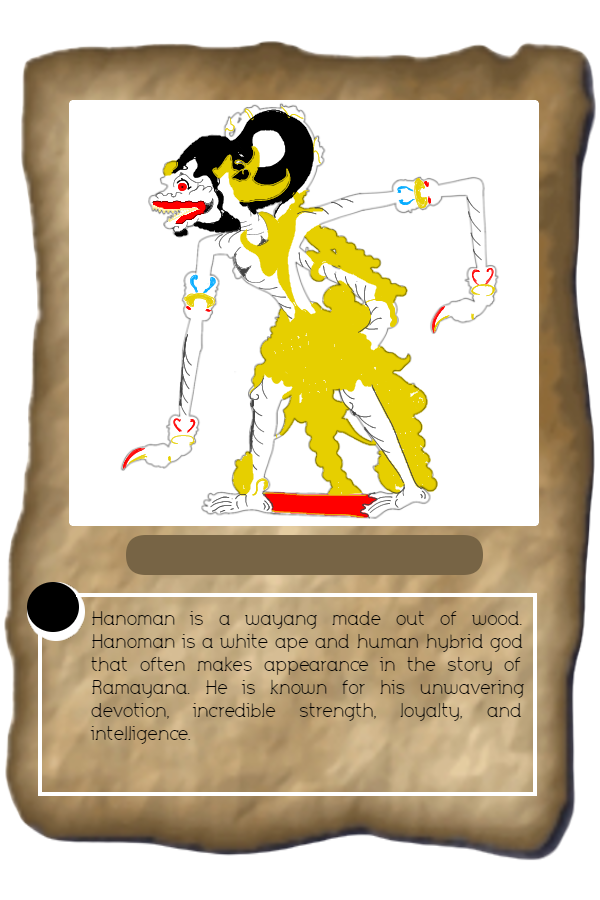 Hanoman is a wayang made out of wood.
Hanoman is a white ape and human hybrid god
that often makes appearance in the story of
Ramayana. He is known for his unwavering
devotion, incredible strength, loyalty, and
intelligence.